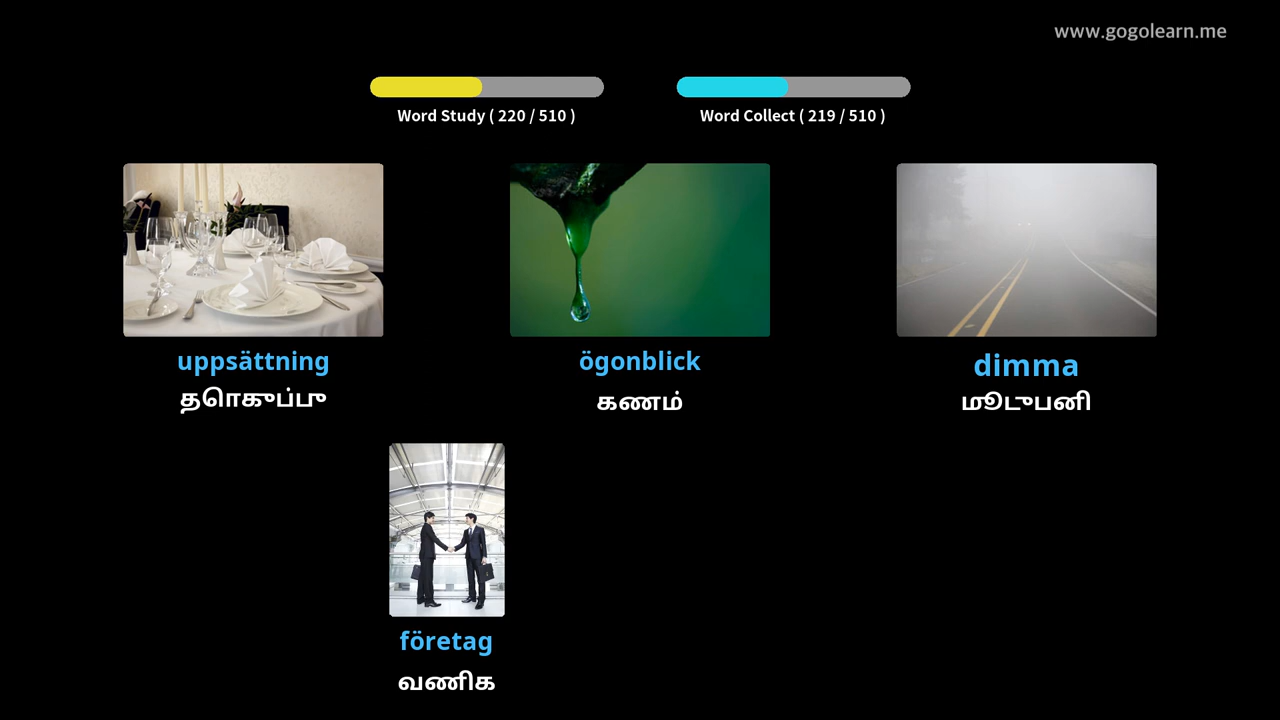 www.gogolearn.me
Word Study ( 220 / 510 )
Word Collect ( 219 / 510 )
uppsättning
ögonblick
dimma
தொகுப்பு
கணம்
மூடுபனி
företag
வணிக